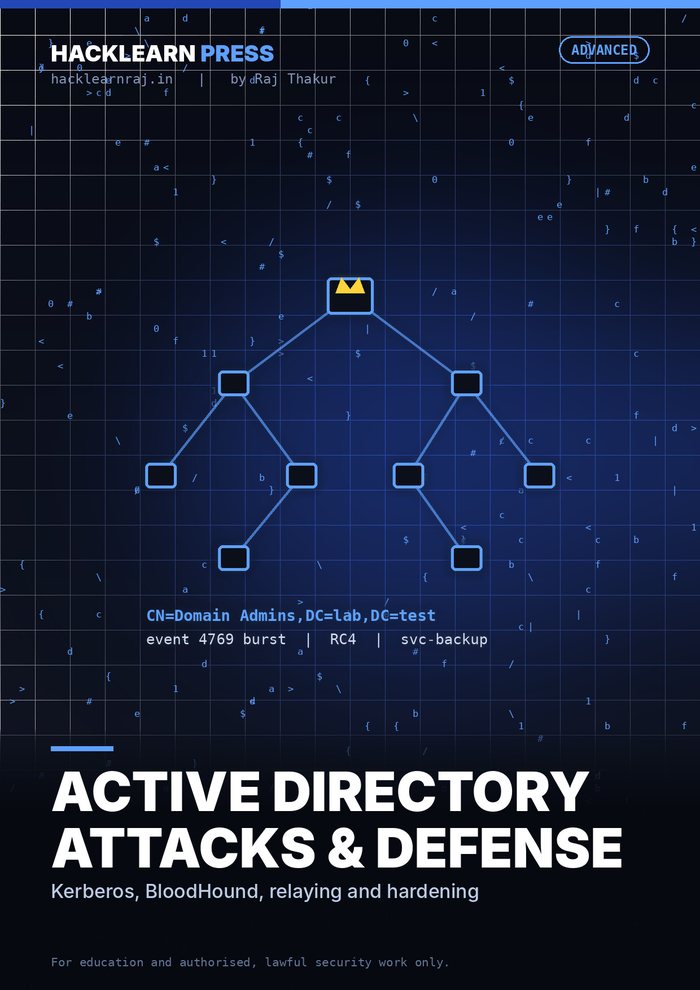 HACKLEARN PRESS
ADVANCED
hacklearnraj.in | by Raj Thakur
CN=Domain Admins,DC=lab,DC=test
event 4769 burst | RC4 | svc-backup
ACTIVE DIRECTORY
ATTACKS & DEFENSE
Kerberos, BloodHound, relaying and hardening
For education and authorised, lawful security work only.